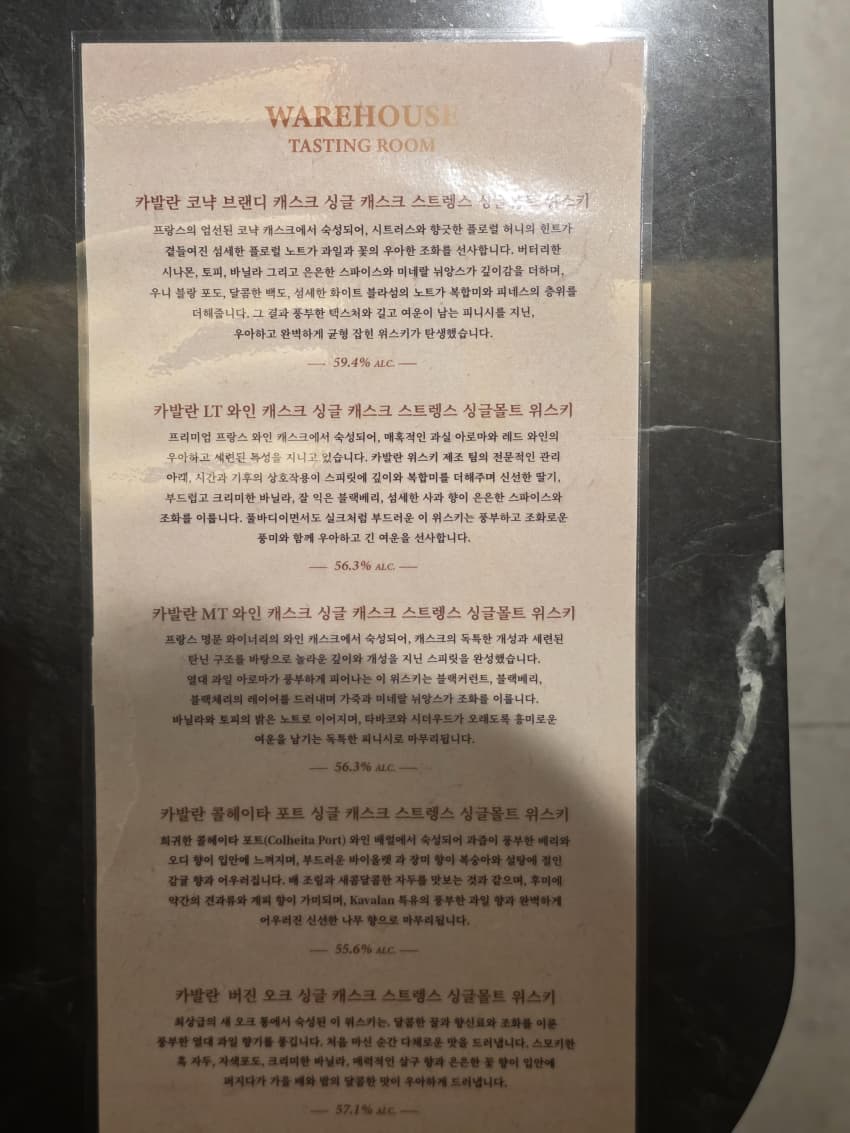 WAREHOUSE
TASTING ROOM
카발란 코냑 브랜디 캐스크 싱글 캐스크 스트렝스 싱글몰트 위스키
프랑스의 엄선된 코냑 캐스크에서 숙성되어, 시트러스와 향긋한 플로럴 허니의 힌트가
곁들여진 섬세한 플로럴 노트가 과일과 꽃의 우아한 조화를 선사합니다. 버터리한
시나몬, 토피, 바닐라 그리고 은은한 스파이스와 미네랄 뉘앙스가 깊이감을 더하며,
우니 블랑 포도, 달콤한 백도, 섬세한 화이트 블라섬의 노트가 복합미와 피네스의 층위를
더해줍니다. 그 결과 풍부한 텍스처와 길고 여운이 남는 피니시를 지닌,
우아하고 완벽하게 균형 잡힌 위스키가 탄생했습니다.
— 59.4% ALC. —
카발란 LT 와인 캐스크 싱글 캐스크 스트렝스 싱글몰트 위스키
프리미엄 프랑스 와인 캐스크에서 숙성되어, 매혹적인 과실 아로마와 레드 와인의
우아하고 세련된 특성을 지니고 있습니다. 카발란 위스키 제조 팀의 전문적인 관리
아래, 시간과 기후의 상호작용이 스피릿에 깊이와 복합미를 더해주며 신선한 딸기,
부드럽고 크리미한 바닐라, 잘 익은 블랙베리, 섬세한 사과 향이 은은한 스파이스와
조화를 이룹니다. 풀바디이면서도 실크처럼 부드러운 이 위스키는 풍부하고 조화로운
풍미와 함께 우아하고 긴 여운을 선사합니다.
— 56.3% ALC. —
카발란 MT 와인 캐스크 싱글 캐스크 스트렝스 싱글몰트 위스키
프랑스 명문 와이너리의 와인 캐스크에서 숙성되어, 캐스크의 독특한 개성과 세련된
탄닌 구조를 바탕으로 놀라운 깊이와 개성을 지닌 스피릿을 완성했습니다.
열대 과일 아로마가 풍부하게 피어나는 이 위스키는 블랙커런트, 블랙베리,
블랙체리의 레이어를 드러내며 가죽과 미네랄 뉘앙스가 조화를 이룹니다.
바닐라와 토피의 밝은 노트로 이어지며, 타바코와 시더우드가 오래도록 흥미로운
여운을 남기는 독특한 피니시로 마무리됩니다.
— 56.3% ALC. —
카발란 콜헤이타 포트 싱글 캐스크 스트렝스 싱글몰트 위스키
희귀한 콜헤이타 포트(Colheita Port) 와인 배럴에서 숙성되어 과즙이 풍부한 베리와
오디 향이 입안에 느껴지며, 부드러운 바이올렛 과 장미 향이 복숭아와 설탕에 절인
감귤 향과 어우러집니다. 배 조림과 새콤달콤한 자두를 맛보는 것과 같으며, 후미에
약간의 견과류와 계피 향이 가미되며, Kavalan 특유의 풍부한 과일 향과 완벽하게
어우러진 신선한 나무 향으로 마무리됩니다.
— 55.6% ALC. —
카발란 버진 오크 싱글 캐스크 스트렝스 싱글몰트 위스키
최상급의 새 오크 통에서 숙성된 이 위스키는, 달콤한 꿀과 향신료와 조화를 이룬
풍부한 열대 과일 향기를 풍깁니다. 처음 마신 순간 다채로운 맛을 드러냅니다. 스모키한
흑 자두, 자색포도, 크리미한 바닐라, 매력적인 살구 향과 은은한 꽃 향이 입안에
퍼지다가 가을 배와 밤의 달콤한 맛이 우아하게 드러냅니다.
— 57.1% ALC. —